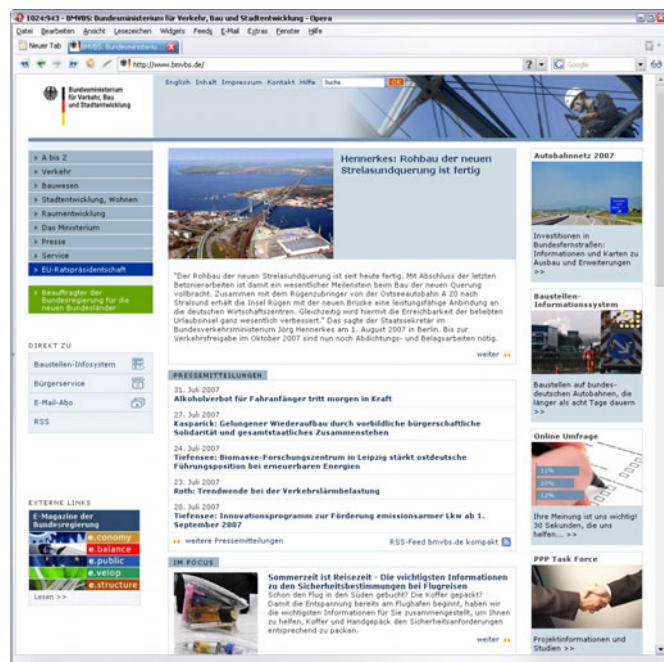 1024:943 - BMVBS: Bundesministerium für Verkehr, Bau und Stadtentwicklung - Opera
Datei Bearbeiten Ansicht Lesezeichen Widgets Feeds E-Mail Extras Fenster Hilfe
Neuer Tab
BMVBS: Bundesministeriu...
http://www.bmvbs.de/
Google
Bundesministerium
für Verkehr, Bau
und Stadtentwicklung
English Inhalt Impressum Kontakt Hilfe Suche OK
A bis Z
Verkehr
Bauwesen
Stadtentwicklung, Wohnen
Raumentwicklung
Das Ministerium
Presse
Service
EU-Ratspräsidentschaft
Beauftragter der
Bundesregierung für die
neuen Bundesländer
DIREKT ZU
Baustellen-Infosystem
Bürgerservice
E-Mail-Abo
RSS
EXTERNE LINKS
E-Magazine der
Bundesregierung
e.conomy
e.balance
e.public
e.velop
e.structure
Lesen >>
Hennerkes: Rohbau der neuen
Strelasundquerung ist fertig
"Der Rohbau der neuen Strelasundquerung ist seit heute fertig. Mit Abschluss der letzten
Betonierarbeiten ist damit ein wesentlicher Meilenstein beim Bau der neuen Querung
vollbracht. Zusammen mit dem Rügenzubringer von der Ostseeautobahn A 20 nach
Stralsund erhält die Insel Rügen mit der neuen Brücke eine leistungsfähige Anbindung an
die deutschen Wirtschaftszentren. Gleichzeitig wird hiermit die Erreichbarkeit der beliebten
Urlaubsinsel ganz wesentlich verbessert." Das sagte der Staatssekretär im
Bundesverkehrsministerium Jörg Hennerkes am 1. August 2007 in Berlin. Bis zur
Verkehrsfreigabe im Oktober 2007 sind nun noch Abdichtungs- und Belagsarbeiten nötig.
weiter
PRESSEMITTEILUNGEN
31. Juli 2007
Alkoholverbot für Fahranfänger tritt morgen in Kraft
27. Juli 2007
Kasparick: Gelungener Wiederaufbau durch vorbildliche bürgerschaftliche
Solidarität und gesamtstaatliches Zusammenstehen
24. Juli 2007
Tiefensee: Biomasse-Forschungszentrum in Leipzig stärkt ostdeutsche
Führungsposition bei erneuerbaren Energien
23. Juli 2007
Roth: Trendwende bei der Verkehrslärmbelastung
20. Juli 2007
Tiefensee: Innovationsprogramm zur Förderung emissionsarmer Lkw ab 1.
September 2007
weitere Pressemitteilungen
RSS-Feed bmvbs.de kompakt
IM FOCUS
Sommerzeit ist Reisezeit - Die wichtigsten Informationen
zu den Sicherheitsbestimmungen bei Flugreisen
Schon den Flug in den Süden gebucht? Die Koffer gepackt?
Damit die Entspannung bereits am Flughafen beginnt, haben wir
die wichtigsten Informationen für Sie zusammengestellt, um Ihnen
zu helfen, Koffer und Handgepäck den Sicherheitsanforderungen
entsprechend zu packen.
weiter
Autobahnnetz 2007
Investitionen in
Bundesfernstraßen:
Informationen und Karten zu
Ausbau und Erweiterungen
>>
Baustellen-
Informationssystem
Baustellen auf bundes-
deutschen Autobahnen, die
länger als acht Tage dauern
>>
Online Umfrage
11%
10%
12%
Ihre Meinung ist uns wichtig!
30 Sekunden, die uns
helfen... >>
PPP Task Force
Projektinformationen und
Studien >>